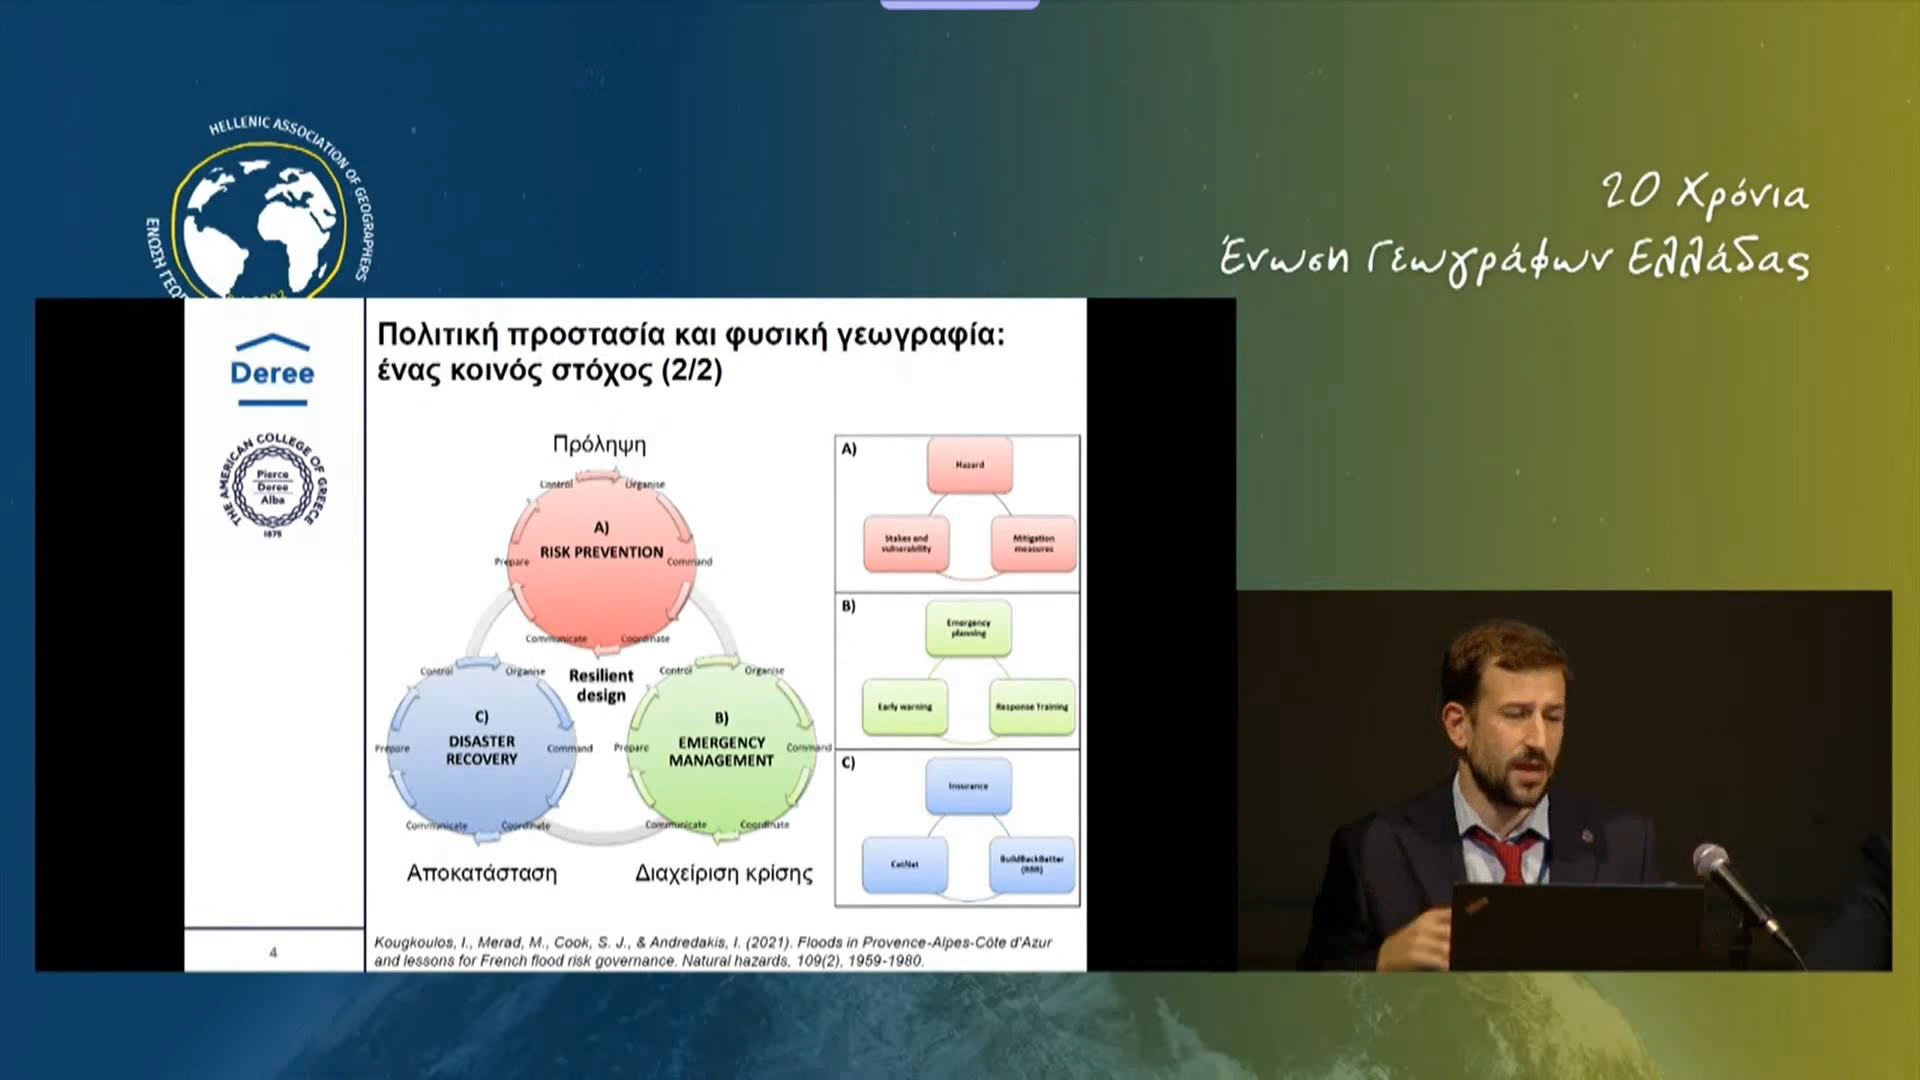 HELLENIC ASSOCIATION OF GEOGRAPHERS
20 Χρόνια
Ένωση Γεωγράφων Ελλάδας
Deree
THE AMERICAN COLLEGE OF GREECE
Pierce
Deree
Alba
1875
Πολιτική προστασία και φυσική γεωγραφία:
ένας κοινός στόχος (2/2)
Πρόληψη
Control
Organise
A)
RISK PREVENTION
Prepare
Command
Communicate
Coordinate
Resilient
design
Control
Organise
C)
DISASTER
RECOVERY
Prepare
Command
Communicate
Coordinate
Αποκατάσταση
Control
Organise
B)
EMERGENCY
MANAGEMENT
Prepare
Command
Communicate
Coordinate
Διαχείριση κρίσης
A)
Hazard
Stakes and
vulnerability
Mitigation
measures
B)
Emergency
planning
Early warning
Response Training
C)
Insurance
CatNat
BuildBackBetter
(BBB)
4
Kougkoulos, I., Merad, M., Cook, S. J., & Andredakis, I. (2021). Floods in Provence-Alpes-Côte d'Azur
and lessons for French flood risk governance. Natural hazards, 109(2), 1959-1980.